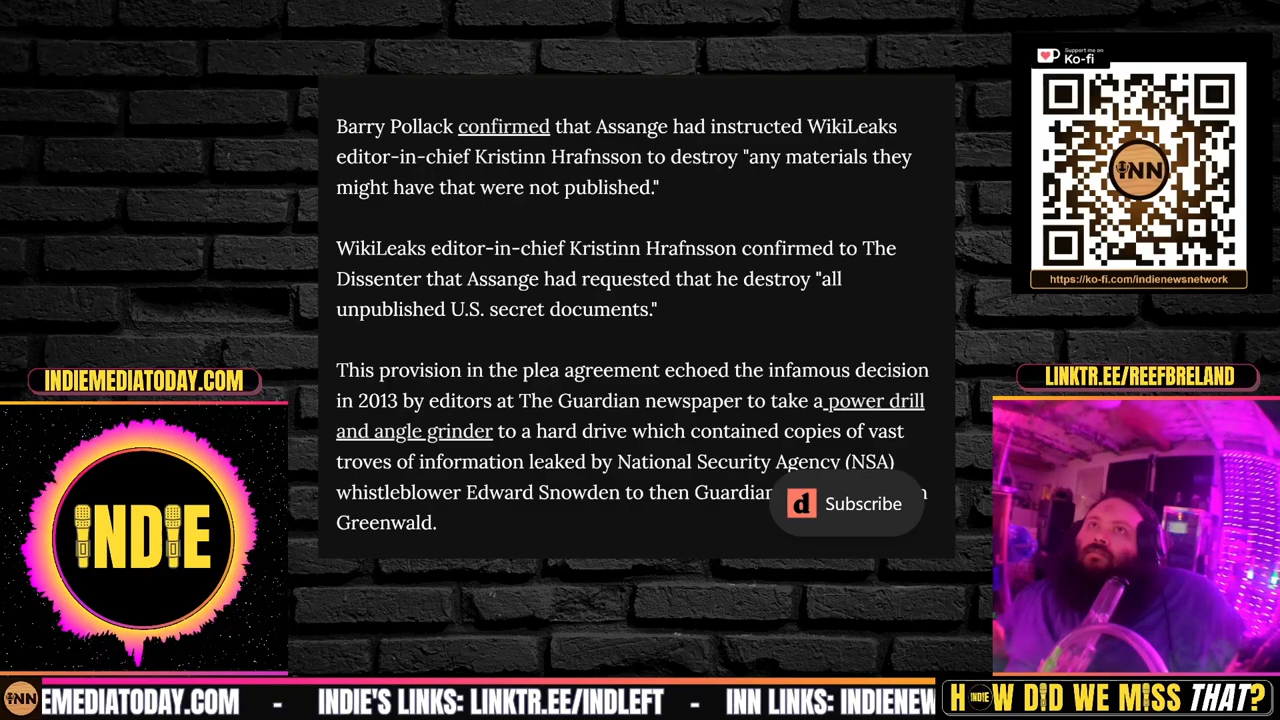 Support me on
Ko-fi
iNN
https://ko-fi.com/indienewsnetwork
Barry Pollack confirmed that Assange had instructed WikiLeaks
editor-in-chief Kristinn Hrafnsson to destroy "any materials they
might have that were not published."
WikiLeaks editor-in-chief Kristinn Hrafnsson confirmed to The
Dissenter that Assange had requested that he destroy "all
unpublished U.S. secret documents."
This provision in the plea agreement echoed the infamous decision
in 2013 by editors at The Guardian newspaper to take a power drill
and angle grinder to a hard drive which contained copies of vast
troves of information leaked by National Security Agency (NSA)
whistleblower Edward Snowden to then Guardian
Greenwald.
d Subscribe
INDIEMEDIATODAY.COM
LINKTR.EE/REEFBRELAND
INDIE
iNN EMEDIATODAY.COM - INDIE'S LINKS: LINKTR.EE/INDLEFT - INN LINKS: INDIENEW
HOW DID WE MISS THAT?